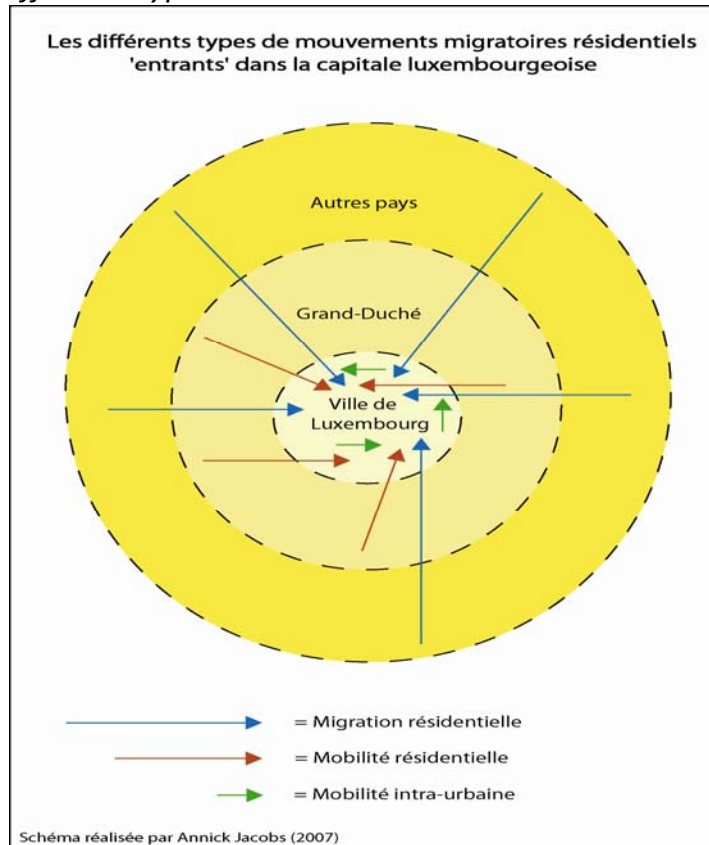 Les différents types de mouvements migratoires résidentiels
'entrants' dans la capitale luxembourgeoise
Autres pays
Grand-Duché
Ville de
Luxembourg
= Migration résidentielle
= Mobilité résidentielle
= Mobilité intra-urbaine
Schéma réalisée par Annick Jacobs (2007)